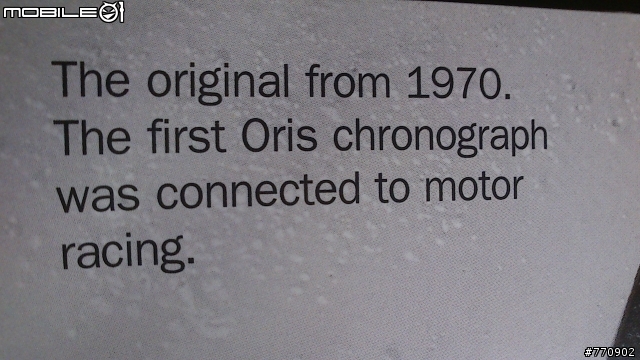 MOBILE01
The original from 1970.
The first Oris chronograph
was connected to motor
racing.
#770902